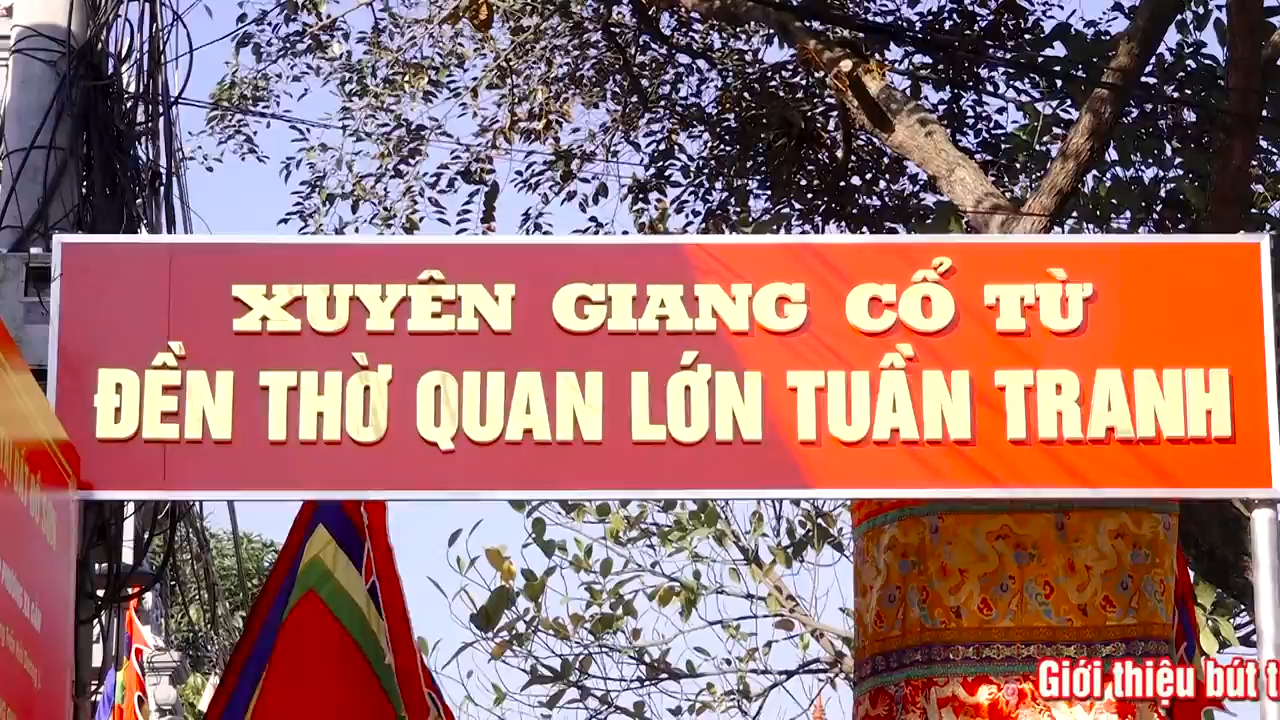 XUYÊN GIANG CỔ TỪ
ĐỀN THỜ QUAN LỚN TUẦN TRANH
Giới thiệu bút t